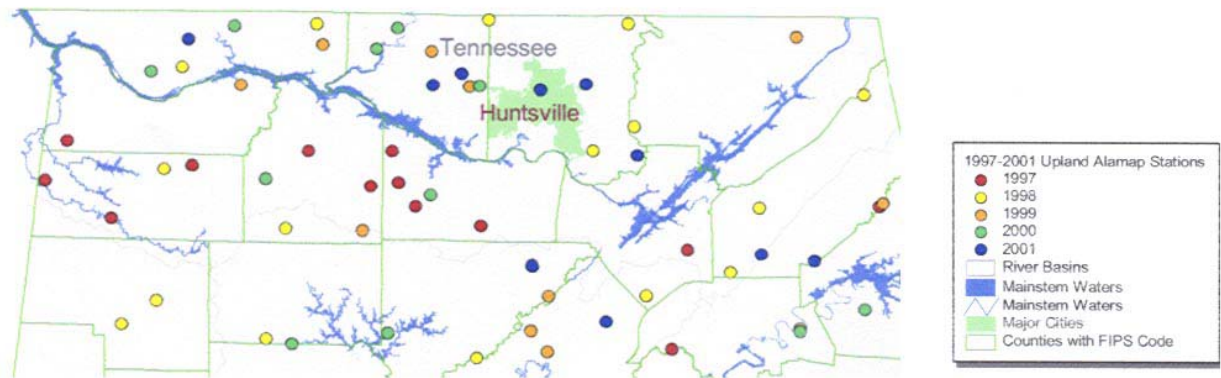 Tennessee
Huntsville
1997-2001 Upland Alamap Stations
1997
1998
1999
2000
2001
River Basins
Mainstem Waters
Mainstem Waters
Major Cities
Counties with FIPS Code